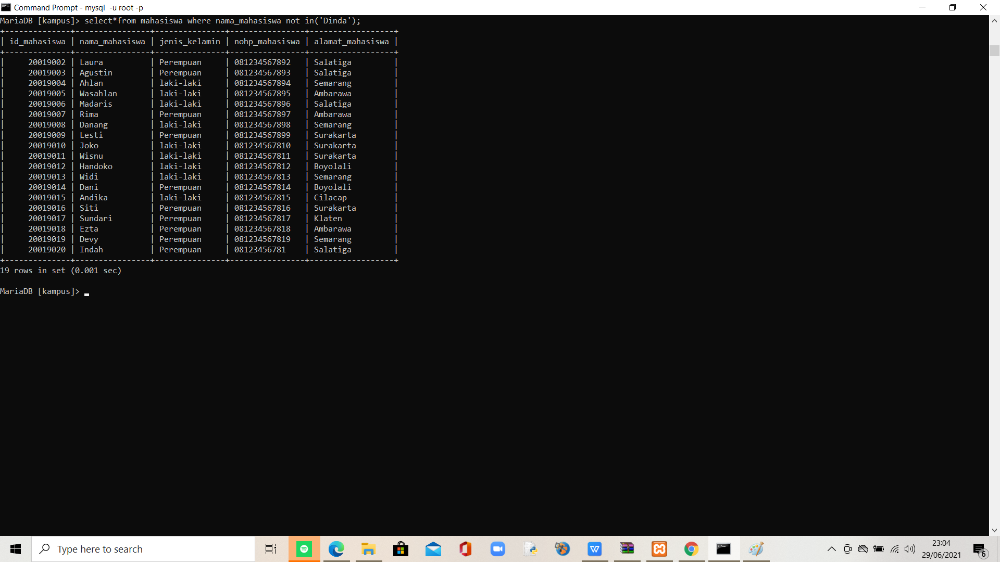 Command Prompt - mysql  -u root -p
MariaDB [kampus]> select*from mahasiswa where nama_mahasiswa not in('Dinda');
+--------------+----------------+---------------+----------------+------------------+
| id_mahasiswa | nama_mahasiswa | jenis_kelamin | nohp_mahasiswa | alamat_mahasiswa |
+--------------+----------------+---------------+----------------+------------------+
|     20019002 | Laura          | Perempuan     | 081234567892   | Salatiga         |
|     20019003 | Agustin        | Perempuan     | 081234567893   | Salatiga         |
|     20019004 | Ahlan          | laki-laki     | 081234567894   | Semarang         |
|     20019005 | Wasahlan       | laki-laki     | 081234567895   | Ambarawa         |
|     20019006 | Madaris        | laki-laki     | 081234567896   | Salatiga         |
|     20019007 | Rima           | Perempuan     | 081234567897   | Ambarawa         |
|     20019008 | Danang         | laki-laki     | 081234567898   | Semarang         |
|     20019009 | Lesti          | Perempuan     | 081234567899   | Surakarta        |
|     20019010 | Joko           | laki-laki     | 081234567810   | Surakarta        |
|     20019011 | Wisnu          | laki-laki     | 081234567811   | Surakarta        |
|     20019012 | Handoko        | laki-laki     | 081234567812   | Boyolali         |
|     20019013 | Widi           | laki-laki     | 081234567813   | Semarang         |
|     20019014 | Dani           | Perempuan     | 081234567814   | Boyolali         |
|     20019015 | Andika         | laki-laki     | 081234567815   | Cilacap          |
|     20019016 | Siti           | Perempuan     | 081234567816   | Surakarta        |
|     20019017 | Sundari        | Perempuan     | 081234567817   | Klaten           |
|     20019018 | Ezta           | Perempuan     | 081234567818   | Ambarawa         |
|     20019019 | Devy           | Perempuan     | 081234567819   | Semarang         |
|     20019020 | Indah          | Perempuan     | 08123456781    | Salatiga         |
+--------------+----------------+---------------+----------------+------------------+
19 rows in set (0.001 sec)
MariaDB [kampus]>
Type here to search
23:04
29/06/2021
6